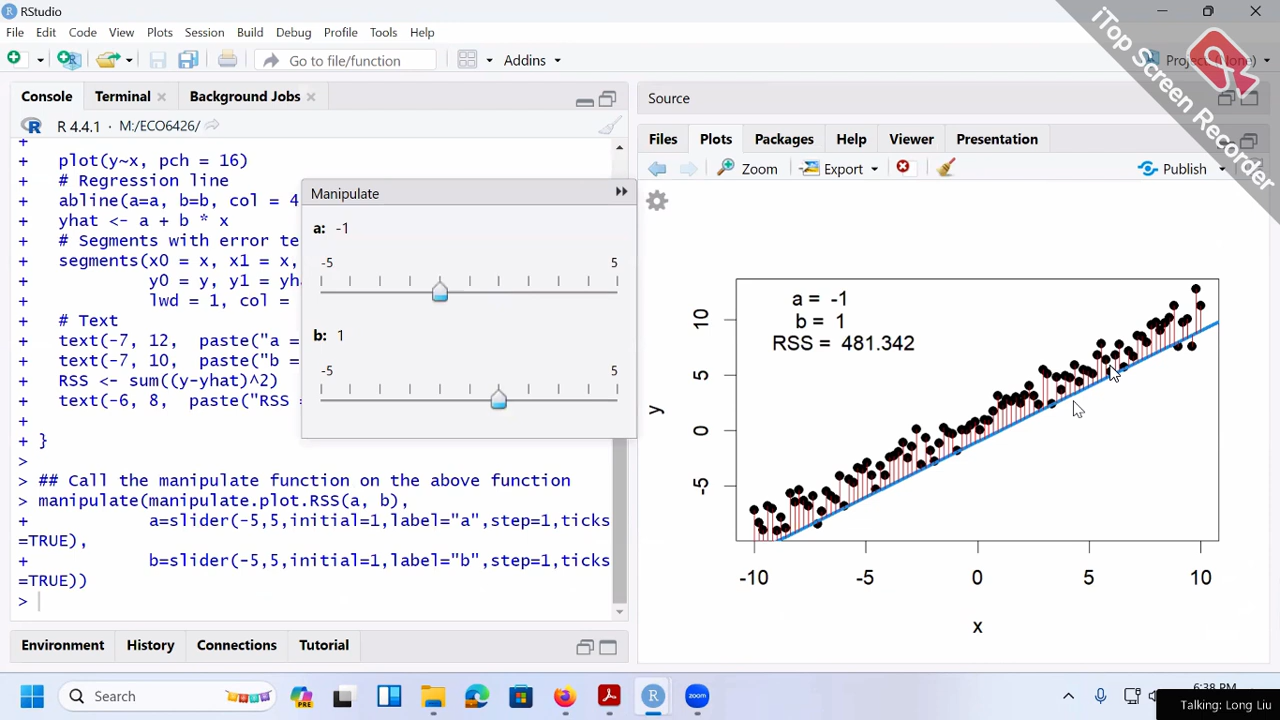 RStudio
File Edit Code View Plots Session Build Debug Profile Tools Help
Go to file/function
Addins
Project: (None)
iTop Screen Recorder
Console
Terminal
Background Jobs
R 4.4.1 · M:/ECO6426/
+
+ plot(y~x, pch = 16)
+ # Regression line
+ abline(a=a, b=b, col = 4
+ yhat <- a + b * x
+ # Segments with error te
+ segments(x0 = x, x1 = x,
+ y0 = y, y1 = yh
+ lwd = 1, col =
+ # Text
+ text(-7, 12, paste("a =
+ text(-7, 10, paste("b =
+ RSS <- sum((y-yhat)^2)
+ text(-6, 8, paste("RSS =
+
+ }
>
> ## Call the manipulate function on the above function
> manipulate(manipulate.plot.RSS(a, b),
+ a=slider(-5,5,initial=1,label="a",step=1,ticks
=TRUE),
+ b=slider(-5,5,initial=1,label="b",step=1,ticks
=TRUE))
>
Manipulate
a: -1
-5 5
b: 1
-5 5
Environment History Connections Tutorial
Source
Files Plots Packages Help Viewer Presentation
Zoom Export Publish
a = -1
b = 1
RSS = 481.342
y
10
5
0
-5
-10 -5 0 5 10
x
Search
PRE
zoom
6:38 PM
Talking: Long Liu